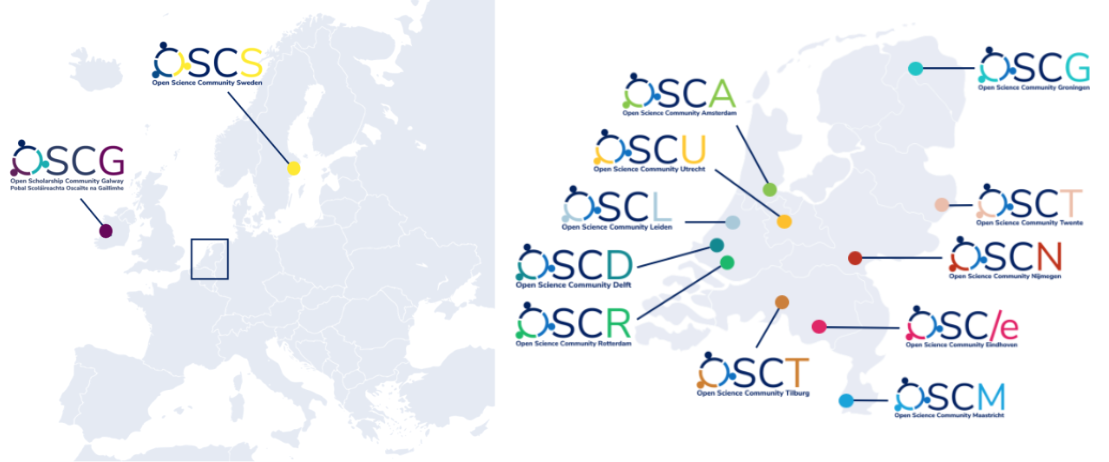 OSCS
Open Science Community Sweden
OSCG
Open Scholarship Community Galway
Pobal Scoláireachta Oscailte na Gaillimhe
OSCG
Open Science Community Groningen
OSCA
Open Science Community Amsterdam
OSCU
Open Science Community Utrecht
OSCL
Open Science Community Leiden
OSCT
Open Science Community Twente
OSCD
Open Science Community Delft
OSCN
Open Science Community Nijmegen
OSCR
Open Science Community Rotterdam
OSC/e
Open Science Community Eindhoven
OSCT
Open Science Community Tilburg
OSCM
Open Science Community Maastricht